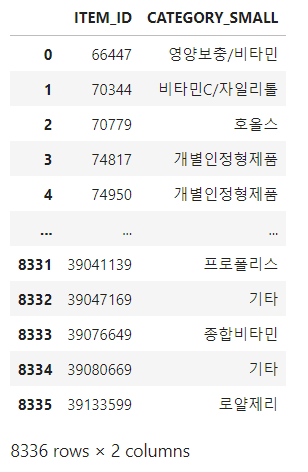 ITEM_ID CATEGORY_SMALL
0 66447 영양보충/비타민
1 70344 비타민C/자일리톨
2 70779 호올스
3 74817 개별인정형제품
4 74950 개별인정형제품
... ... ...
8331 39041139 프로폴리스
8332 39047169 기타
8333 39076649 종합비타민
8334 39080669 기타
8335 39133599 로얄제리
8336 rows × 2 columns